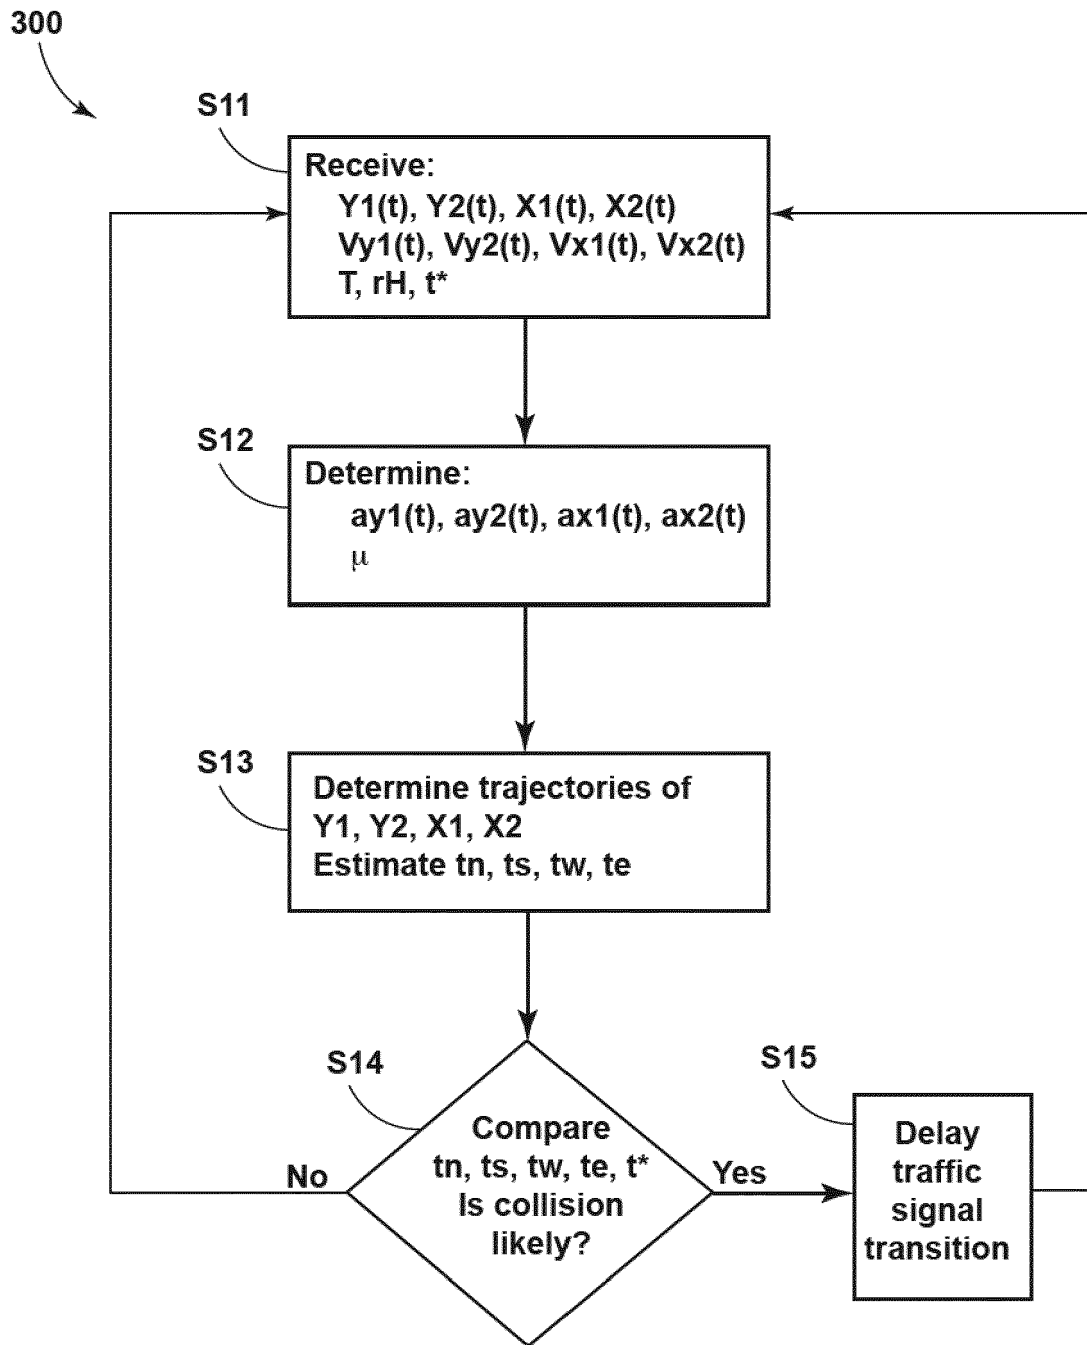 300
S11
Receive:
Y1(t), Y2(t), X1(t), X2(t)
Vy1(t), Vy2(t), Vx1(t), Vx2(t)
T, rH, t*
S12
Determine:
ay1(t), ay2(t), ax1(t), ax2(t)
μ
S13
Determine trajectories of
Y1, Y2, X1, X2
Estimate tn, ts, tw, te
S14
Compare
tn, ts, tw, te, t*
Is collision
likely?
No
Yes
S15
Delay
traffic
signal
transition